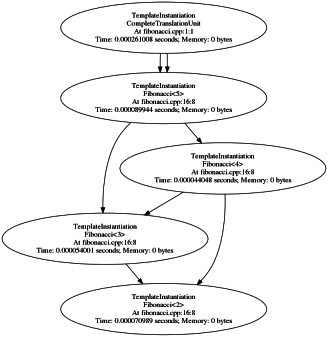 TemplateInstantiation
CompleteTranslationUnit
At fibonacci.cpp:1:1
Time: 0.000261008 seconds; Memory: 0 bytes
TemplateInstantiation
Fibonacci<5>
At fibonacci.cpp:16:8
Time: 0.000089944 seconds; Memory: 0 bytes
TemplateInstantiation
Fibonacci<4>
At fibonacci.cpp:16:8
Time: 0.000044048 seconds; Memory: 0 bytes
TemplateInstantiation
Fibonacci<3>
At fibonacci.cpp:16:8
Time: 0.000054001 seconds; Memory: 0 bytes
TemplateInstantiation
Fibonacci<2>
At fibonacci.cpp:16:8
Time: 0.000070989 seconds; Memory: 0 bytes